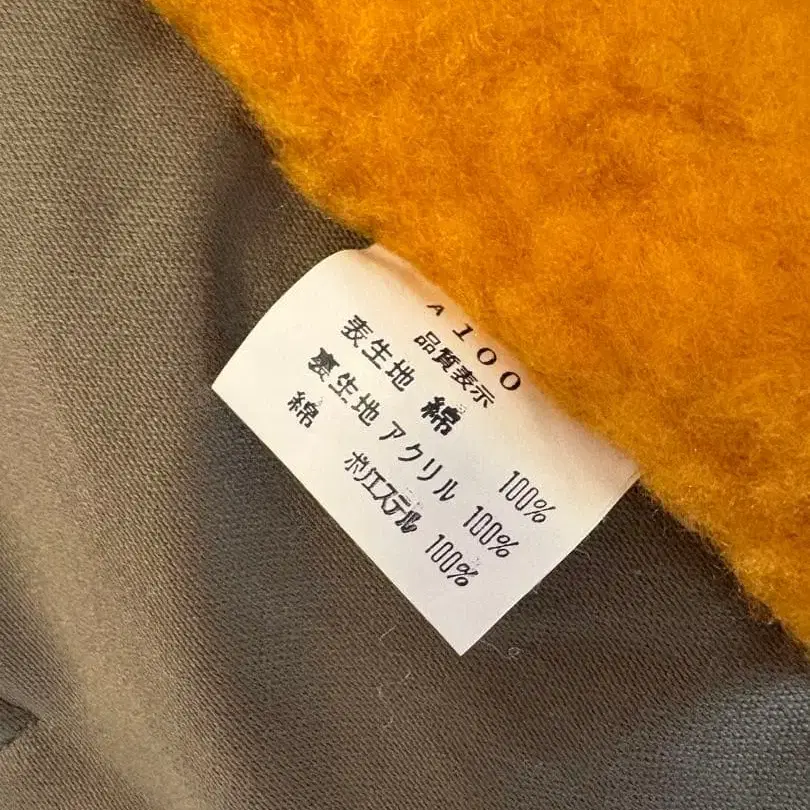 A100
品質表示
表生地 綿 100%
裏生地 アクリル 100%
綿 ポリエステル 100%